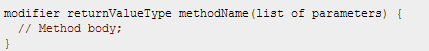 modifier returnValueType methodName(list of parameters) {
  // Method body;
}